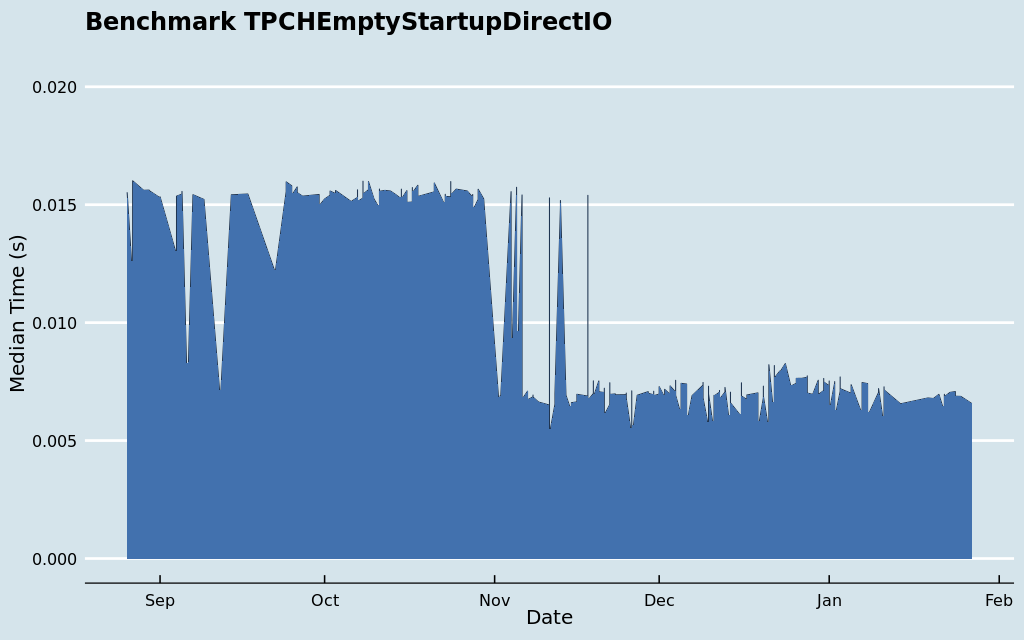 Benchmark TPCHEmptyStartupDirectIO
Median Time (s)
0.020
0.015
0.010
0.005
0.000
Sep Oct Nov Dec Jan Feb
Date